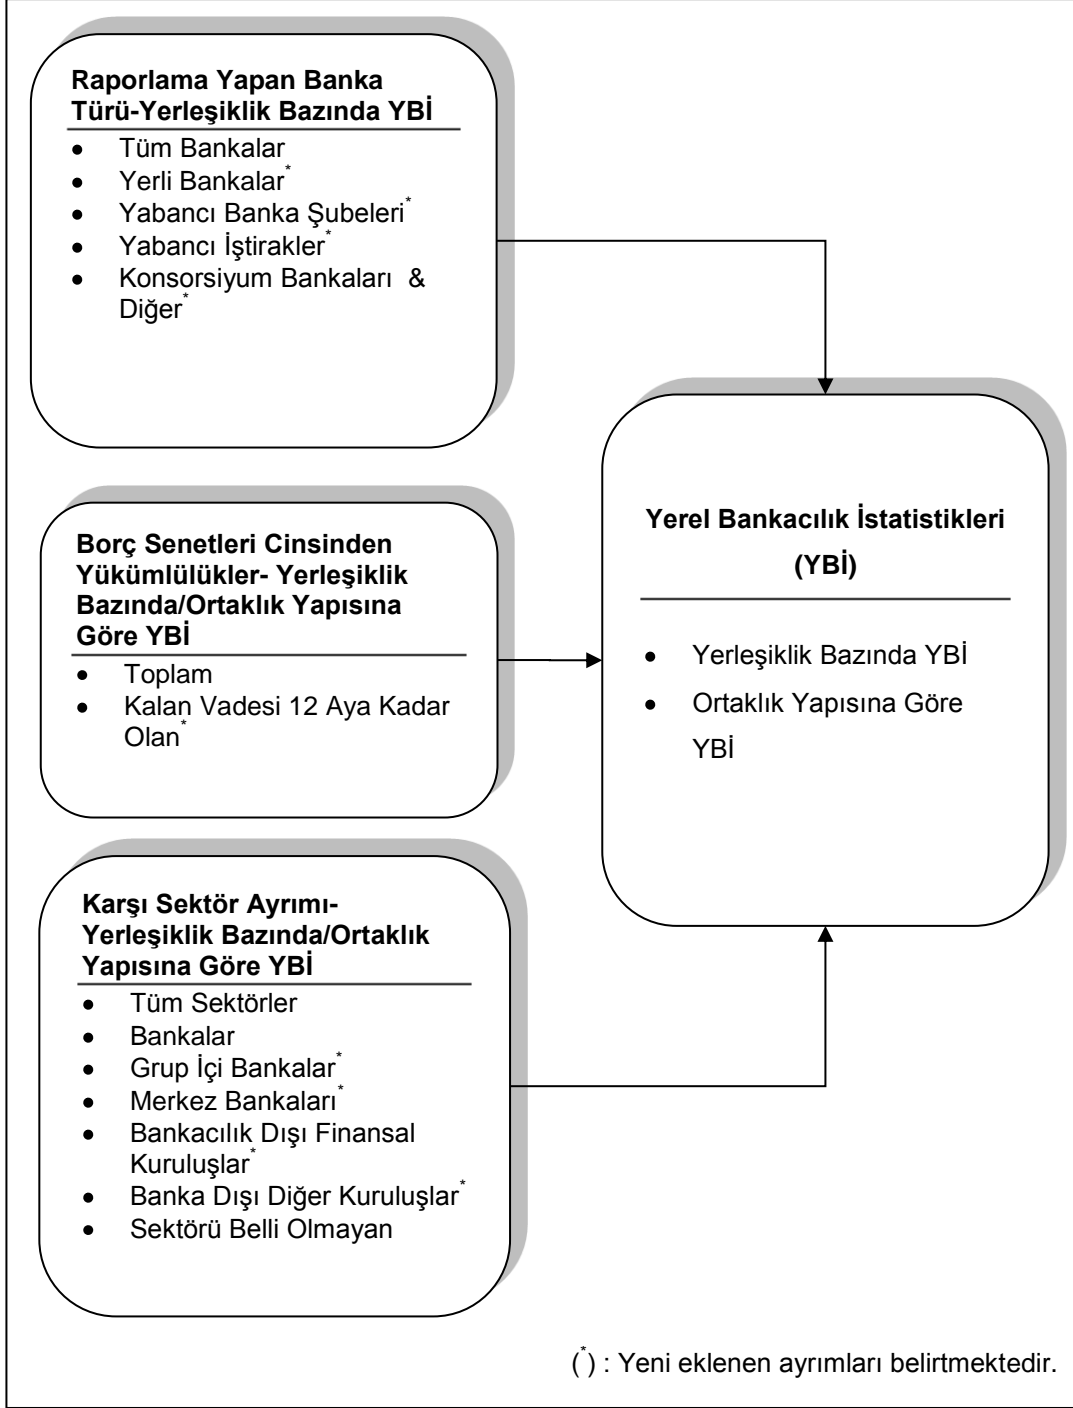 Raporlama Yapan Banka
Türü-Yerleşiklik Bazında YBİ
• Tüm Bankalar
• Yerli Bankalar*
• Yabancı Banka Şubeleri*
• Yabancı İştirakler*
• Konsorsiyum Bankaları &
Diğer*
Borç Senetleri Cinsinden
Yükümlülükler- Yerleşiklik
Bazında/Ortaklık Yapısına
Göre YBİ
• Toplam
• Kalan Vadesi 12 Aya Kadar
Olan*
Karşı Sektör Ayrımı-
Yerleşiklik Bazında/Ortaklık
Yapısına Göre YBİ
• Tüm Sektörler
• Bankalar
• Grup İçi Bankalar*
• Merkez Bankaları*
• Bankacılık Dışı Finansal
Kuruluşlar*
• Banka Dışı Diğer Kuruluşlar*
• Sektörü Belli Olmayan
Yerel Bankacılık İstatistikleri
(YBİ)
• Yerleşiklik Bazında YBİ
• Ortaklık Yapısına Göre
YBİ
(*) : Yeni eklenen ayrımları belirtmektedir.